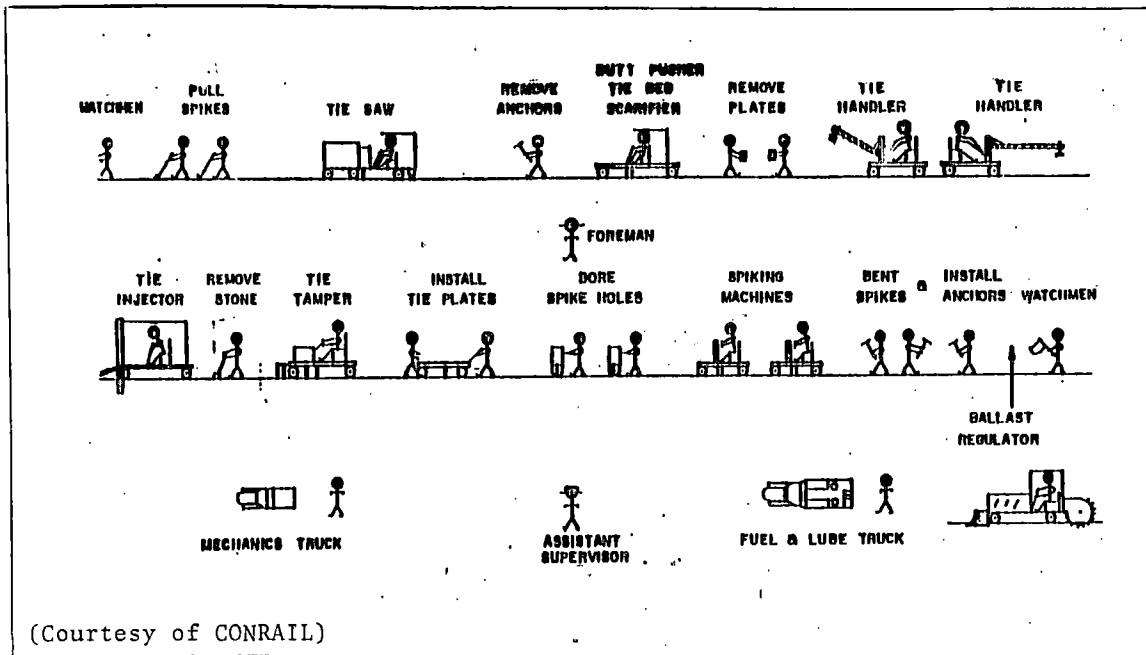 WATCHMEN
PULL
SPIKES
TIE SAW
REMOVE
ANCHORS
BUTT PUSHER
TIE BED
SCARIFIER
REMOVE
PLATES
TIE
HANDLER
TIE
HANDLER
FOREMAN
TIE
INJECTOR
REMOVE
STONE
TIE
TAMPER
INSTALL
TIE PLATES
BORE
SPIKE HOLES
SPIKING
MACHINES
BENT
SPIKES
&
INSTALL
ANCHORS
WATCHMEN
BALLAST
REGULATOR
MECHANICS TRUCK
ASSISTANT
SUPERVISOR
FUEL & LUBE TRUCK
(Courtesy of CONRAIL)